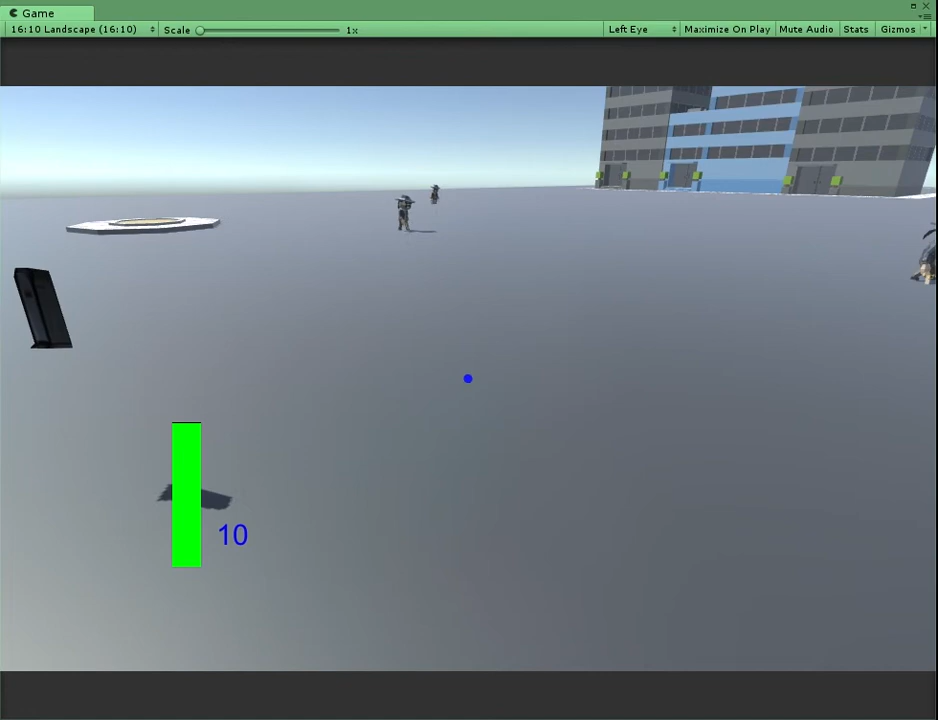 Game
16:10 Landscape (16:10) Scale 1x Left Eye Maximize On Play Mute Audio Stats Gizmos
10